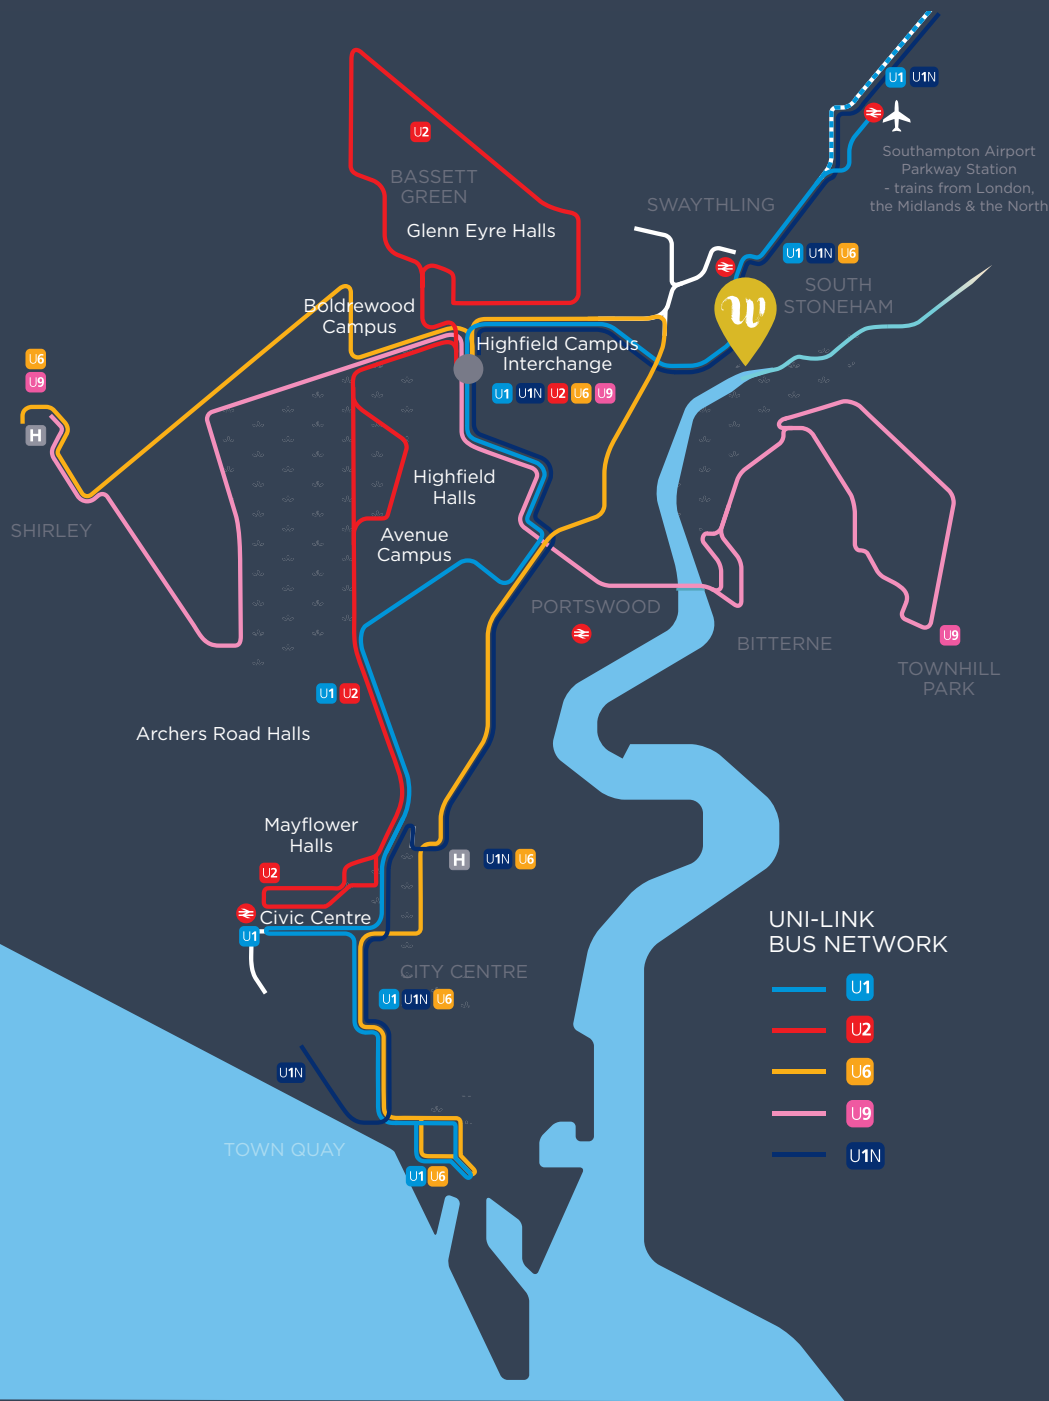 U1 U1N
Southampton Airport
Parkway Station
- trains from London,
the Midlands & the North
U2
BASSETT
GREEN
Glenn Eyre Halls
SWAYTHLING
U1 U1N U6
SOUTH
STONEHAM
W
Boldrewood
Campus
Highfield Campus
Interchange
U1 U1N U2 U6 U9
U6
U9
H
SHIRLEY
Highfield
Halls
Avenue
Campus
PORTSWOOD
BITTERNE
U9
TOWNHILL
PARK
U1 U2
Archers Road Halls
Mayflower
Halls
U2
H U1N U6
Civic Centre
U1
CITY CENTRE
U1 U1N U6
U1N
TOWN QUAY
U1 U6
UNI-LINK
BUS NETWORK
U1
U2
U6
U9
U1N